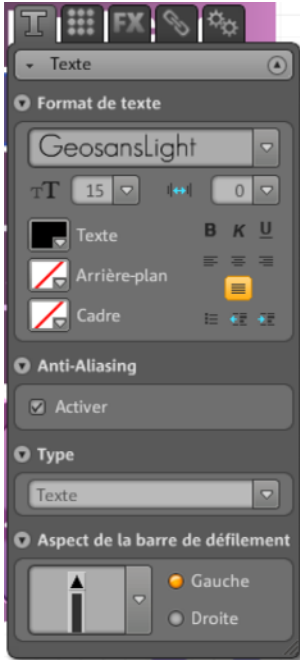 T FX
Texte
Format de texte
GeosansLight
TT 15 0
Texte B K U
Arrière-plan
Cadre
Anti-Aliasing
Activer
Type
Texte
Aspect de la barre de défilement
Gauche
Droite